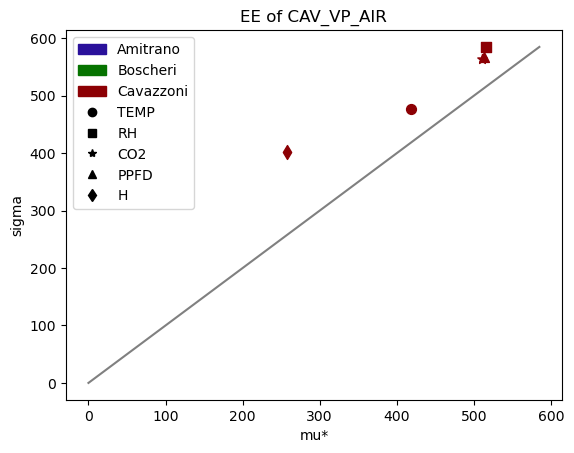 EE of CAV_VP_AIR
Amitrano
Boscheri
Cavazzoni
TEMP
RH
CO2
PPFD
H
sigma
600
500
400
300
200
100
0
0 100 200 300 400 500 600
mu*